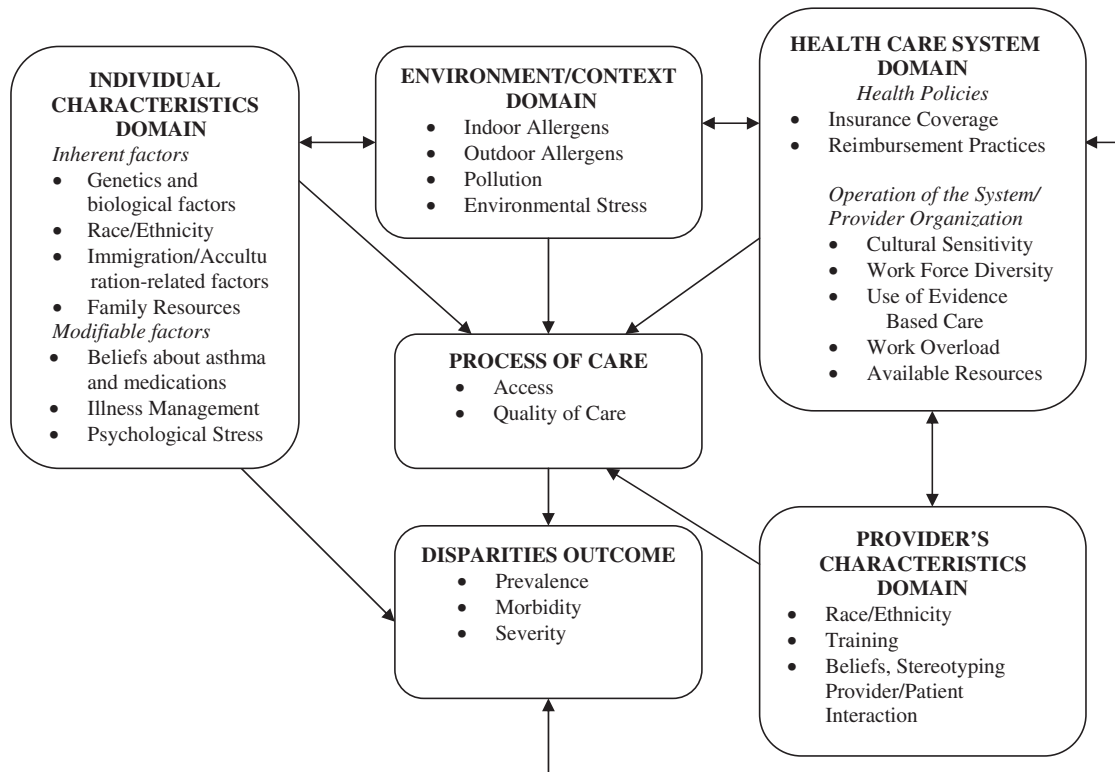 INDIVIDUAL
CHARACTERISTICS
DOMAIN
Inherent factors
• Genetics and
biological factors
• Race/Ethnicity
• Immigration/Accultu
ration-related factors
• Family Resources
Modifiable factors
• Beliefs about asthma
and medications
• Illness Management
• Psychological Stress
ENVIRONMENT/CONTEXT
DOMAIN
• Indoor Allergens
• Outdoor Allergens
• Pollution
• Environmental Stress
HEALTH CARE SYSTEM
DOMAIN
Health Policies
• Insurance Coverage
• Reimbursement Practices
Operation of the System/
Provider Organization
• Cultural Sensitivity
• Work Force Diversity
• Use of Evidence
Based Care
• Work Overload
• Available Resources
PROCESS OF CARE
• Access
• Quality of Care
DISPARITIES OUTCOME
• Prevalence
• Morbidity
• Severity
PROVIDER’S
CHARACTERISTICS
DOMAIN
• Race/Ethnicity
• Training
• Beliefs, Stereotyping
Provider/Patient
Interaction